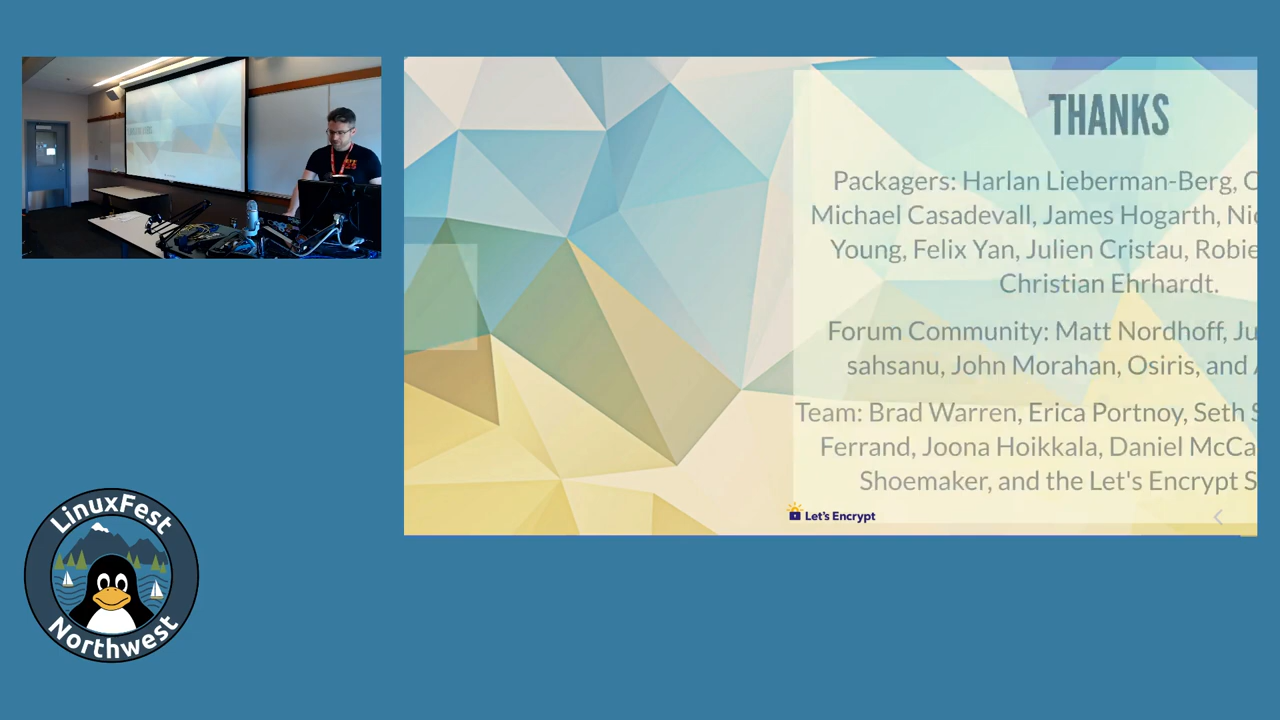 THANKS
Packagers: Harlan Lieberman-Berg,
Michael Casadevall, James Hogarth,
Young, Felix Yan, Julien Cristau,
Christian Ehrhardt.
Forum Community: Matt Nordhoff,
sahsanu, John Morahan, Osiris, and
Team: Brad Warren, Erica Portnoy, Seth
Ferrand, Joona Hoikkala, Daniel
Shoemaker, and the Let's Encrypt
Let's Encrypt
LinuxFest
Northwest